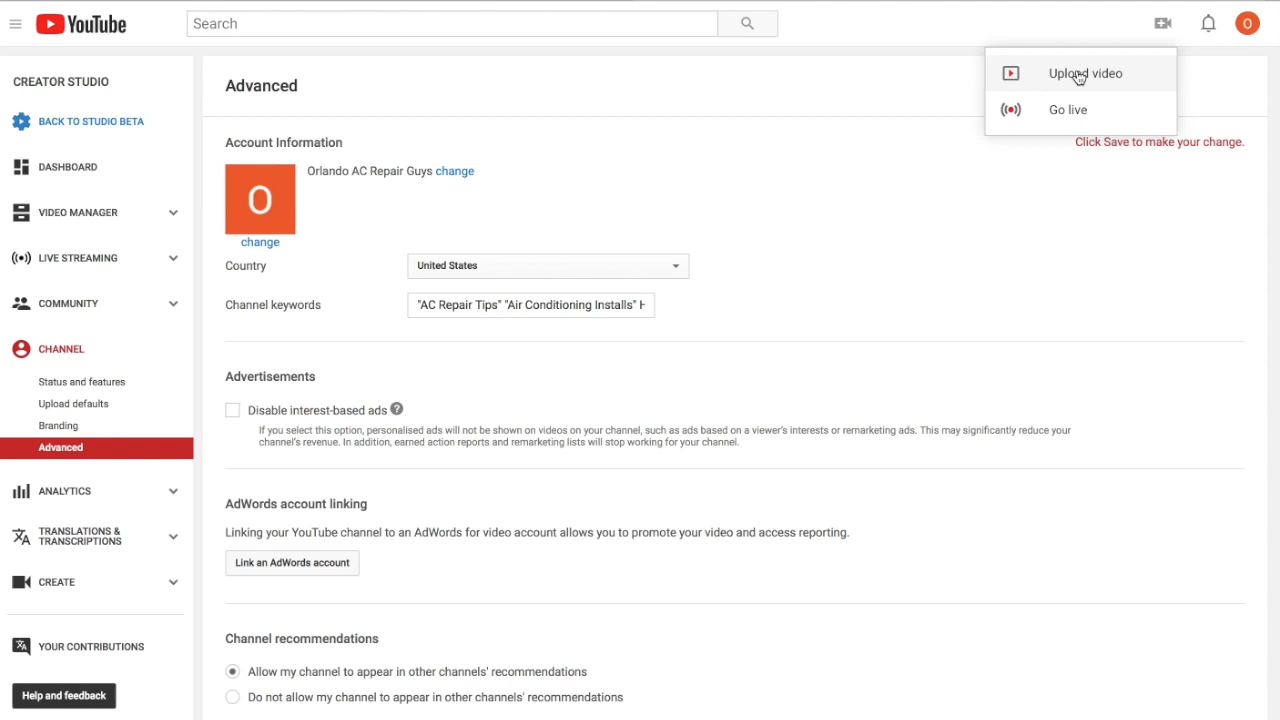 YouTube
Search
O
Upload video
Go live
CREATOR STUDIO
BACK TO STUDIO BETA
DASHBOARD
VIDEO MANAGER
LIVE STREAMING
COMMUNITY
CHANNEL
Status and features
Upload defaults
Branding
Advanced
ANALYTICS
TRANSLATIONS &
TRANSCRIPTIONS
CREATE
YOUR CONTRIBUTIONS
Help and feedback
Advanced
Click Save to make your change.
Account Information
O
Orlando AC Repair Guys change
change
Country
United States
Channel keywords
"AC Repair Tips" "Air Conditioning Installs" H
Advertisements
Disable interest-based ads ?
If you select this option, personalised ads will not be shown on videos on your channel, such as ads based on a viewer's interests or remarketing ads. This may significantly reduce your
channel's revenue. In addition, earned action reports and remarketing lists will stop working for your channel.
AdWords account linking
Linking your YouTube channel to an AdWords for video account allows you to promote your video and access reporting.
Link an AdWords account
Channel recommendations
Allow my channel to appear in other channels' recommendations
Do not allow my channel to appear in other channels' recommendations